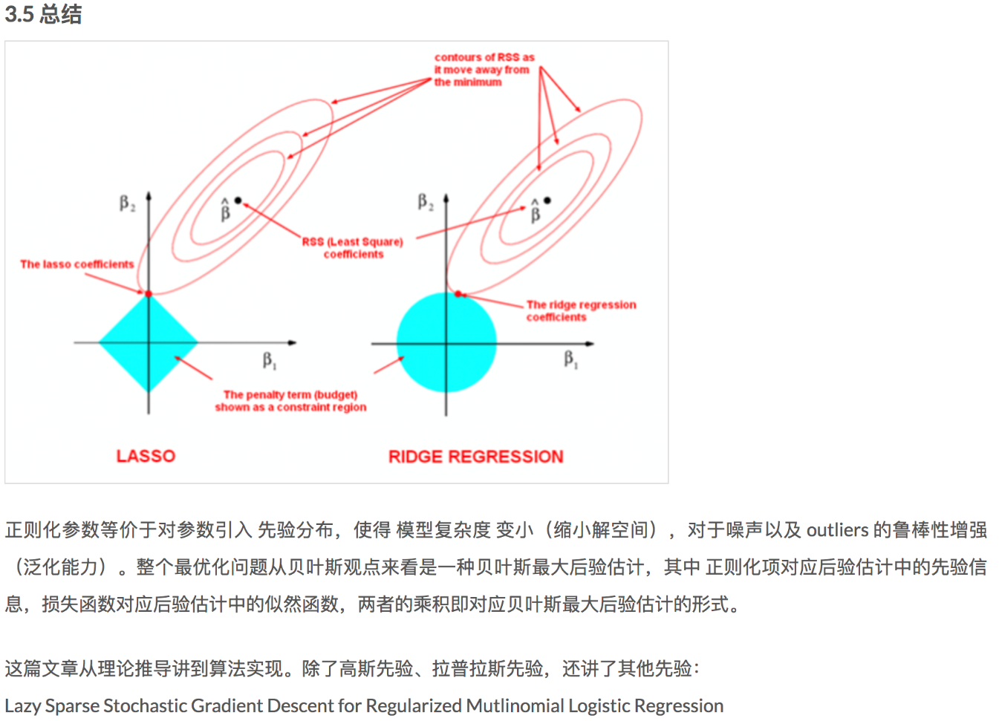 3.5 总结
contours of RSS as
it move away from
the minimum
β2
^
β
RSS (Least Square)
coefficients
The lasso coefficients
β1
The penalty term (budget)
shown as a constraint region
LASSO
β2
^
β
The ridge regression
coefficients
β1
RIDGE REGRESSION
正则化参数等价于对参数引入 先验分布，使得 模型复杂度 变小（缩小解空间），对于噪声以及 outliers 的鲁棒性增强
（泛化能力）。整个最优化问题从贝叶斯观点来看是一种贝叶斯最大后验估计，其中 正则化项对应后验估计中的先验信
息，损失函数对应后验估计中的似然函数，两者的乘积即对应贝叶斯最大后验估计的形式。
这篇文章从理论推导讲到算法实现。除了高斯先验、拉普拉斯先验，还讲了其他先验：
Lazy Sparse Stochastic Gradient Descent for Regularized Mutlinomial Logistic Regression